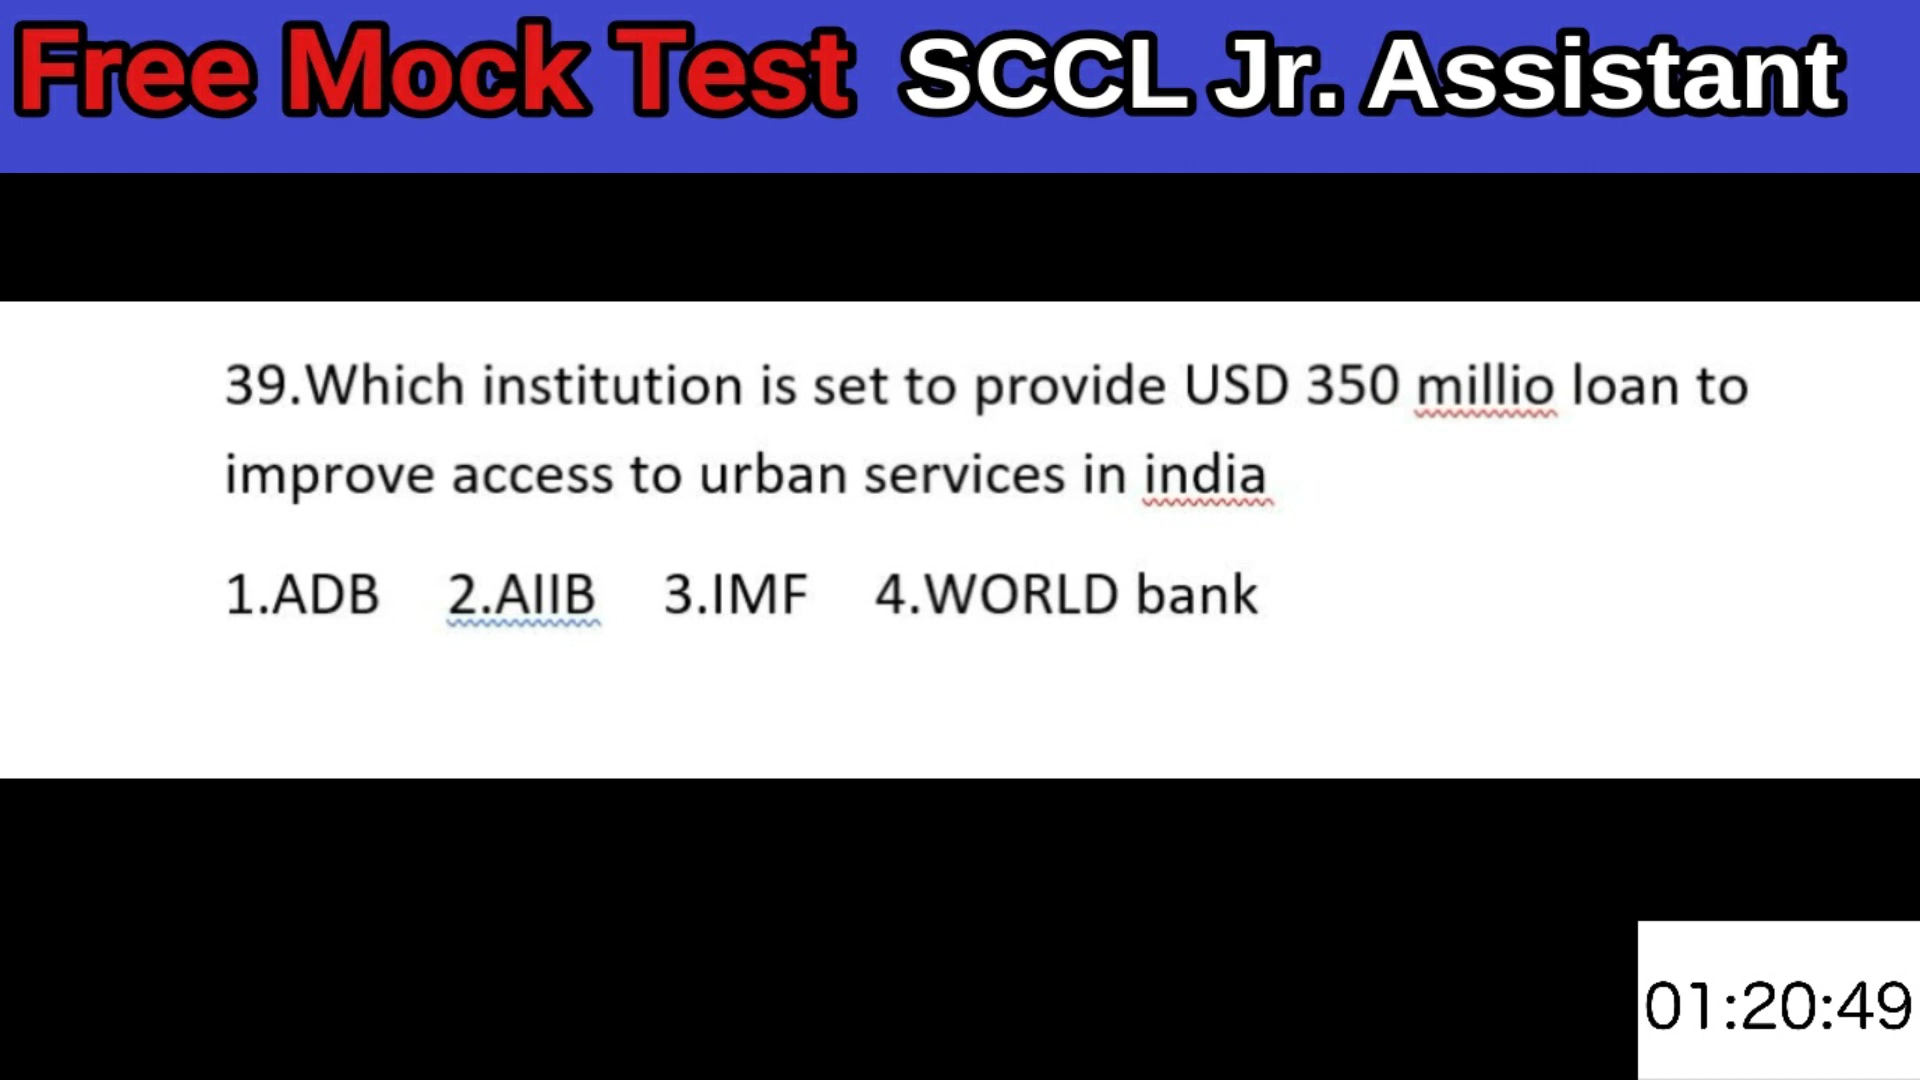 Free Mock Test SCCL Jr. Assistant
39.Which institution is set to provide USD 350 millio loan to
improve access to urban services in india
1.ADB 2.AIIB 3.IMF 4.WORLD bank
01:20:49